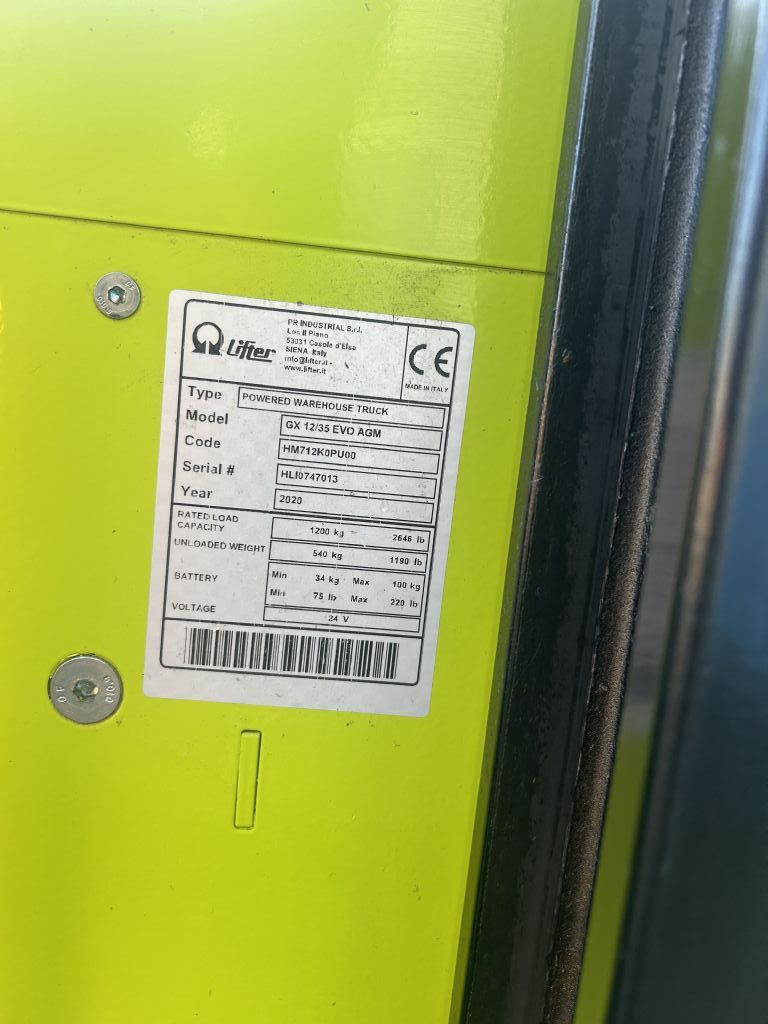 Lifter
PR INDUSTRIAL S.r.l.
Loc. Il Piano
53031 Casole d'Elsa
SIENA Italy
info@lifter.it -
www.lifter.it
CE
MADE IN ITALY
Type POWERED WAREHOUSE TRUCK
Model GX 12/35 EVO AGM
Code HM712K0PU00
Serial # HLI0747013
Year 2020
RATED LOAD CAPACITY 1200 kg 2646 lb
UNLOADED WEIGHT 540 kg 1190 lb
BATTERY Min 34 kg Max 100 kg
Min 75 lb Max 220 lb
VOLTAGE 24 V